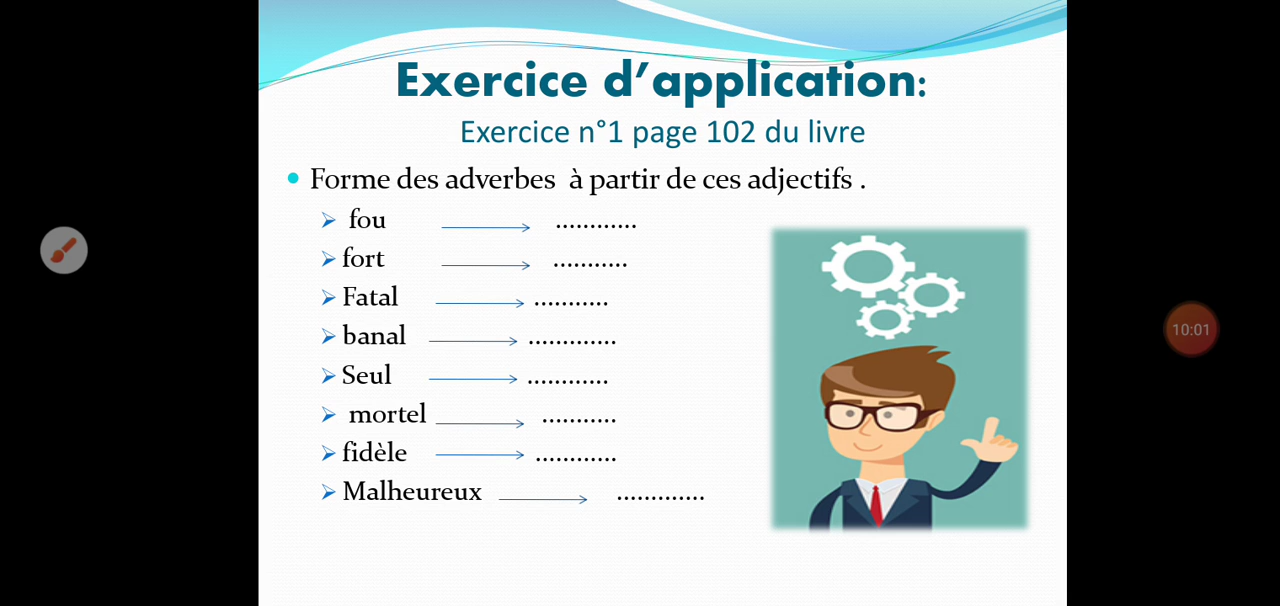 Exercice d'application:
Exercice n°1 page 102 du livre
Forme des adverbes à partir de ces adjectifs .
fou ............
fort ...........
Fatal ...........
banal .............
Seul ............
mortel ...........
fidèle ............
Malheureux .............
10:01